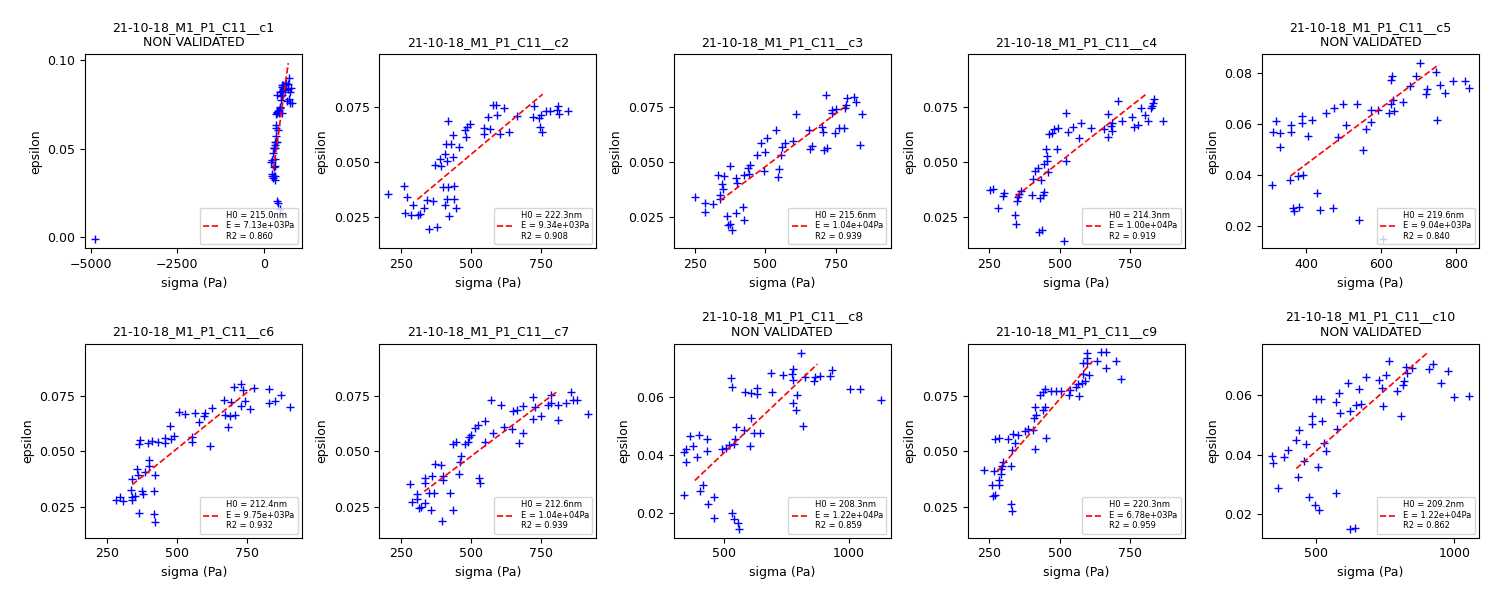 21-10-18_M1_P1_C11__c1
NON VALIDATED
0.10
0.05
0.00
epsilon
−5000
−2500
0
sigma (Pa)
H0 = 215.0nm
E = 7.13e+03Pa
R2 = 0.860
21-10-18_M1_P1_C11__c2
0.075
0.050
0.025
epsilon
250
500
750
sigma (Pa)
H0 = 222.3nm
E = 9.34e+03Pa
R2 = 0.908
21-10-18_M1_P1_C11__c3
0.075
0.050
0.025
epsilon
250
500
750
sigma (Pa)
H0 = 215.6nm
E = 1.04e+04Pa
R2 = 0.939
21-10-18_M1_P1_C11__c4
0.075
0.050
0.025
epsilon
250
500
750
sigma (Pa)
H0 = 214.3nm
E = 1.00e+04Pa
R2 = 0.919
21-10-18_M1_P1_C11__c5
NON VALIDATED
0.08
0.06
0.04
0.02
epsilon
400
600
800
sigma (Pa)
H0 = 219.6nm
E = 9.04e+03Pa
R2 = 0.840
21-10-18_M1_P1_C11__c6
0.075
0.050
0.025
epsilon
250
500
750
sigma (Pa)
H0 = 212.4nm
E = 9.75e+03Pa
R2 = 0.932
21-10-18_M1_P1_C11__c7
0.075
0.050
0.025
epsilon
250
500
750
sigma (Pa)
H0 = 212.6nm
E = 1.04e+04Pa
R2 = 0.939
21-10-18_M1_P1_C11__c8
NON VALIDATED
0.06
0.04
0.02
epsilon
500
1000
sigma (Pa)
H0 = 208.3nm
E = 1.22e+04Pa
R2 = 0.859
21-10-18_M1_P1_C11__c9
0.075
0.050
0.025
epsilon
250
500
750
sigma (Pa)
H0 = 220.3nm
E = 6.78e+03Pa
R2 = 0.959
21-10-18_M1_P1_C11__c10
NON VALIDATED
0.06
0.04
0.02
epsilon
500
1000
sigma (Pa)
H0 = 209.2nm
E = 1.22e+04Pa
R2 = 0.862